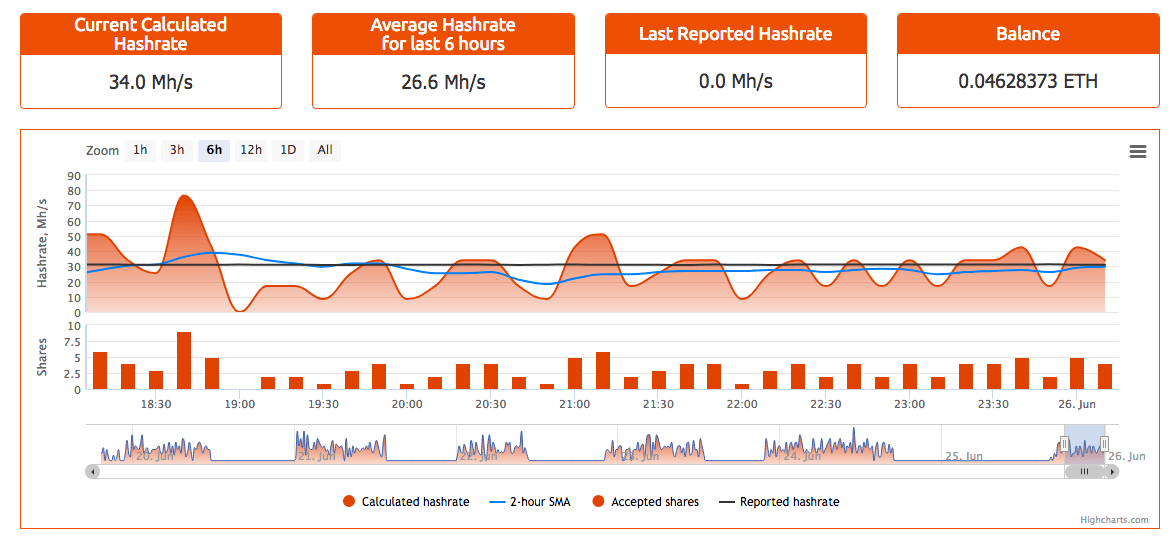 Current Calculated
Hashrate
34.0 Mh/s
Average Hashrate
for last 6 hours
26.6 Mh/s
Last Reported Hashrate
0.0 Mh/s
Balance
0.04628373 ETH
Zoom 1h 3h 6h 12h 1D All
Hashrate, Mh/s
90
80
70
60
50
40
30
20
10
0
Shares
10
7.5
5
2.5
0
18:30 19:00 19:30 20:00 20:30 21:00 21:30 22:00 22:30 23:00 23:30 26. Jun
20. Jun 21. Jun 22. Jun 23. Jun 24. Jun 25. Jun 26. Jun
Calculated hashrate 2-hour SMA Accepted shares Reported hashrate
Highcharts.com